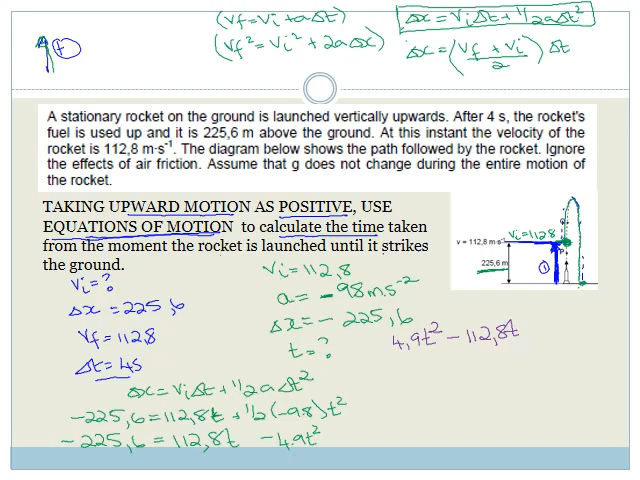 (Vf = Vi + aΔt)
(Vf² = Vi² + 2aΔx)
Δx = ViΔt + 1/2 aΔt²
Δx = (Vf + Vi / 2) Δt
+
A stationary rocket on the ground is launched vertically upwards. After 4 s, the rocket's
fuel is used up and it is 225,6 m above the ground. At this instant the velocity of the
rocket is 112,8 m·s⁻¹. The diagram below shows the path followed by the rocket. Ignore
the effects of air friction. Assume that g does not change during the entire motion of
the rocket.
TAKING UPWARD MOTION AS POSITIVE, USE
EQUATIONS OF MOTION to calculate the time taken
from the moment the rocket is launched until it strikes
the ground.
Vi = 112,8
v = 112,8 m·s⁻¹
225,6 m
1
Vi = ?
Δx = 225,6
Vf = 112,8
Δt = 4s
Vi = 112,8
a = -9,8 m.s⁻²
Δx = - 225,6
t = ?
4,9t² - 112,8t
Δx = ViΔt + 1/2 aΔt²
-225,6 = 112,8t + 1/2 (-9,8) t²
-225,6 = 112,8t - 4,9t²